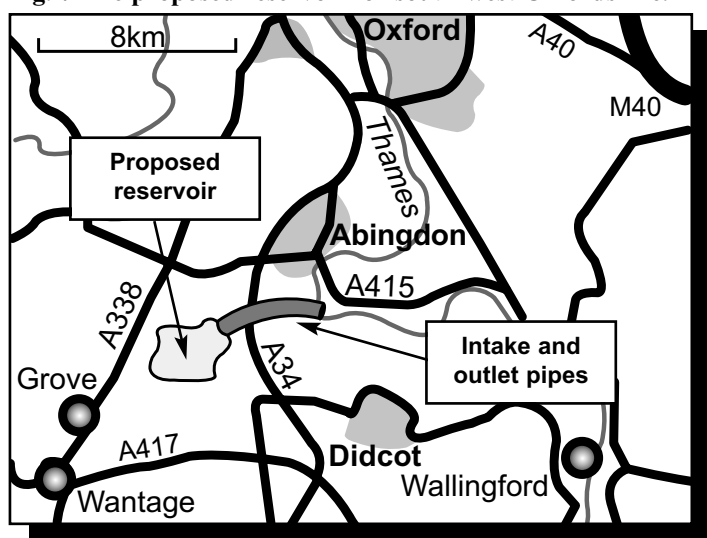 8km
Oxford
A40
M40
Proposed
reservoir
Thames
Abingdon
A415
A338
Intake and
outlet pipes
A34
Grove
A417
Didcot
Wallingford
Wantage